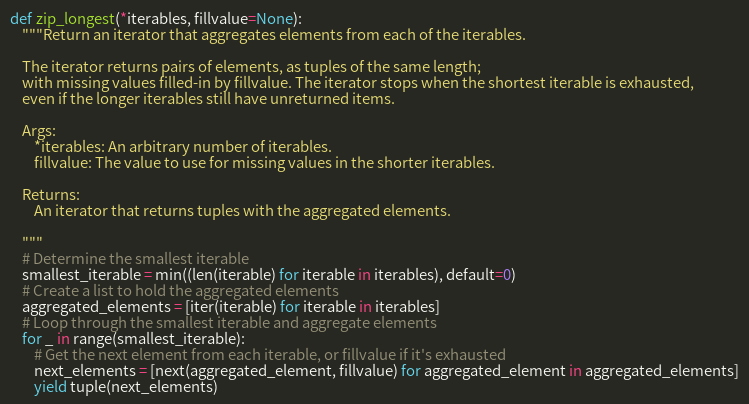 def zip_longest(*iterables, fillvalue=None):
"""Return an iterator that aggregates elements from each of the iterables.
The iterator returns pairs of elements, as tuples of the same length;
with missing values filled-in by fillvalue. The iterator stops when the shortest iterable is exhausted,
even if the longer iterables still have unreturned items.
Args:
*iterables: An arbitrary number of iterables.
fillvalue: The value to use for missing values in the shorter iterables.
Returns:
An iterator that returns tuples with the aggregated elements.
"""
# Determine the smallest iterable
smallest_iterable = min((len(iterable) for iterable in iterables), default=0)
# Create a list to hold the aggregated elements
aggregated_elements = [iter(iterable) for iterable in iterables]
# Loop through the smallest iterable and aggregate elements
for _ in range(smallest_iterable):
# Get the next element from each iterable, or fillvalue if it's exhausted
next_elements = [next(aggregated_element, fillvalue) for aggregated_element in aggregated_elements]
yield tuple(next_elements)